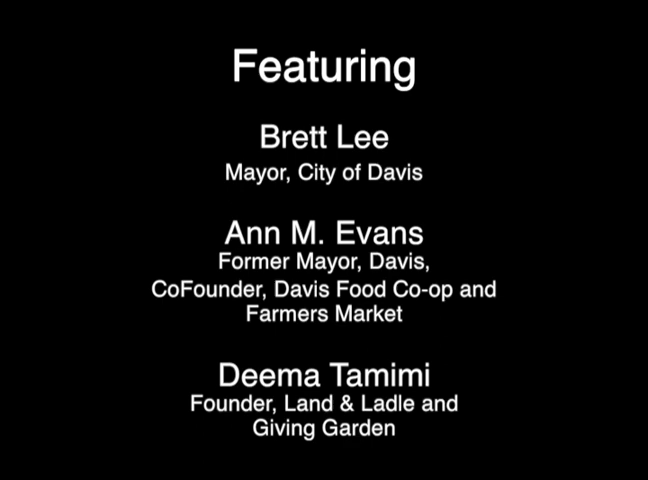 Featuring
Brett Lee
Mayor, City of Davis
Ann M. Evans
Former Mayor, Davis,
CoFounder, Davis Food Co-op and
Farmers Market
Deema Tamimi
Founder, Land & Ladle and
Giving Garden